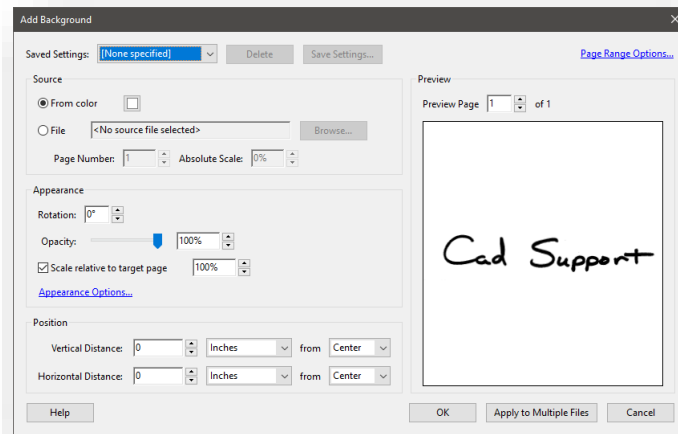 Add Background
Saved Settings: [None specified] Delete Save Settings... Page Range Options...
Source
From color
File <No source file selected> Browse...
Page Number: 1 Absolute Scale: 0%
Appearance
Rotation: 0°
Opacity: 100%
Scale relative to target page 100%
Appearance Options...
Position
Vertical Distance: 0 Inches from Center
Horizontal Distance: 0 Inches from Center
Preview
Preview Page 1 of 1
Cad Support
Help OK Apply to Multiple Files Cancel